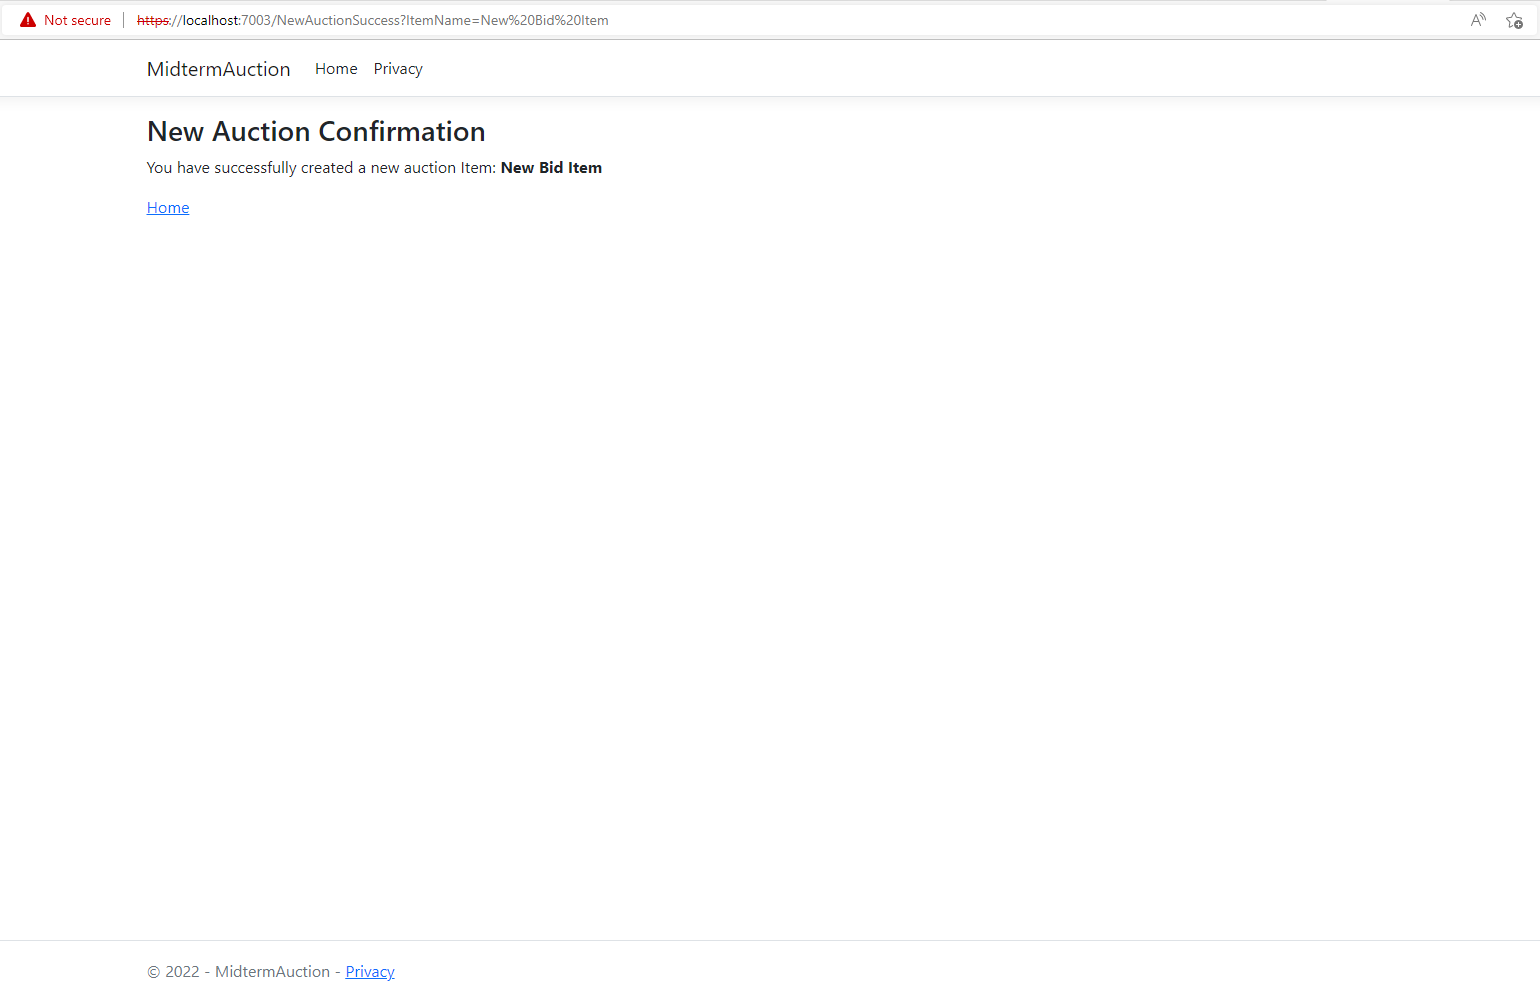 Not secure | https://localhost:7003/NewAuctionSuccess?ItemName=New%20Bid%20Item
MidtermAuction Home Privacy
New Auction Confirmation
You have successfully created a new auction Item: New Bid Item
Home
© 2022 - MidtermAuction - Privacy